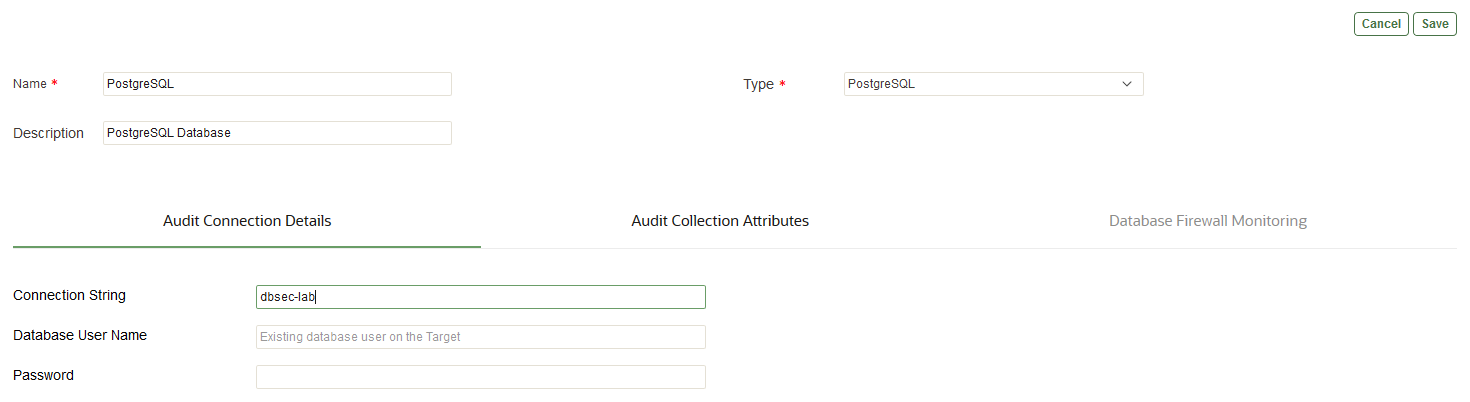 Cancel Save
Name * PostgreSQL Type * PostgreSQL
Description PostgreSQL Database
Audit Connection Details Audit Collection Attributes Database Firewall Monitoring
Connection String dbsec-lab
Database User Name Existing database user on the Target
Password